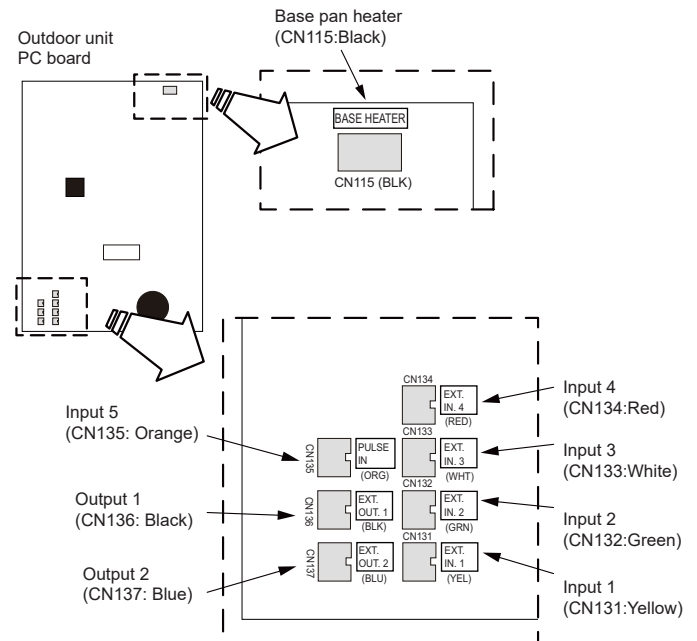 Base pan heater
(CN115:Black)
Outdoor unit
PC board
BASE HEATER
CN115 (BLK)
CN134
EXT.
IN. 4
(RED)
Input 4
(CN134:Red)
Input 5
(CN135: Orange)
CN135
PULSE
IN
(ORG)
CN133
EXT.
IN. 3
(WHT)
Input 3
(CN133:White)
Output 1
(CN136: Black)
CN136
EXT.
OUT. 1
(BLK)
CN132
EXT.
IN. 2
(GRN)
Input 2
(CN132:Green)
Output 2
(CN137: Blue)
CN137
EXT.
OUT. 2
(BLU)
CN131
EXT.
IN. 1
(YEL)
Input 1
(CN131:Yellow)